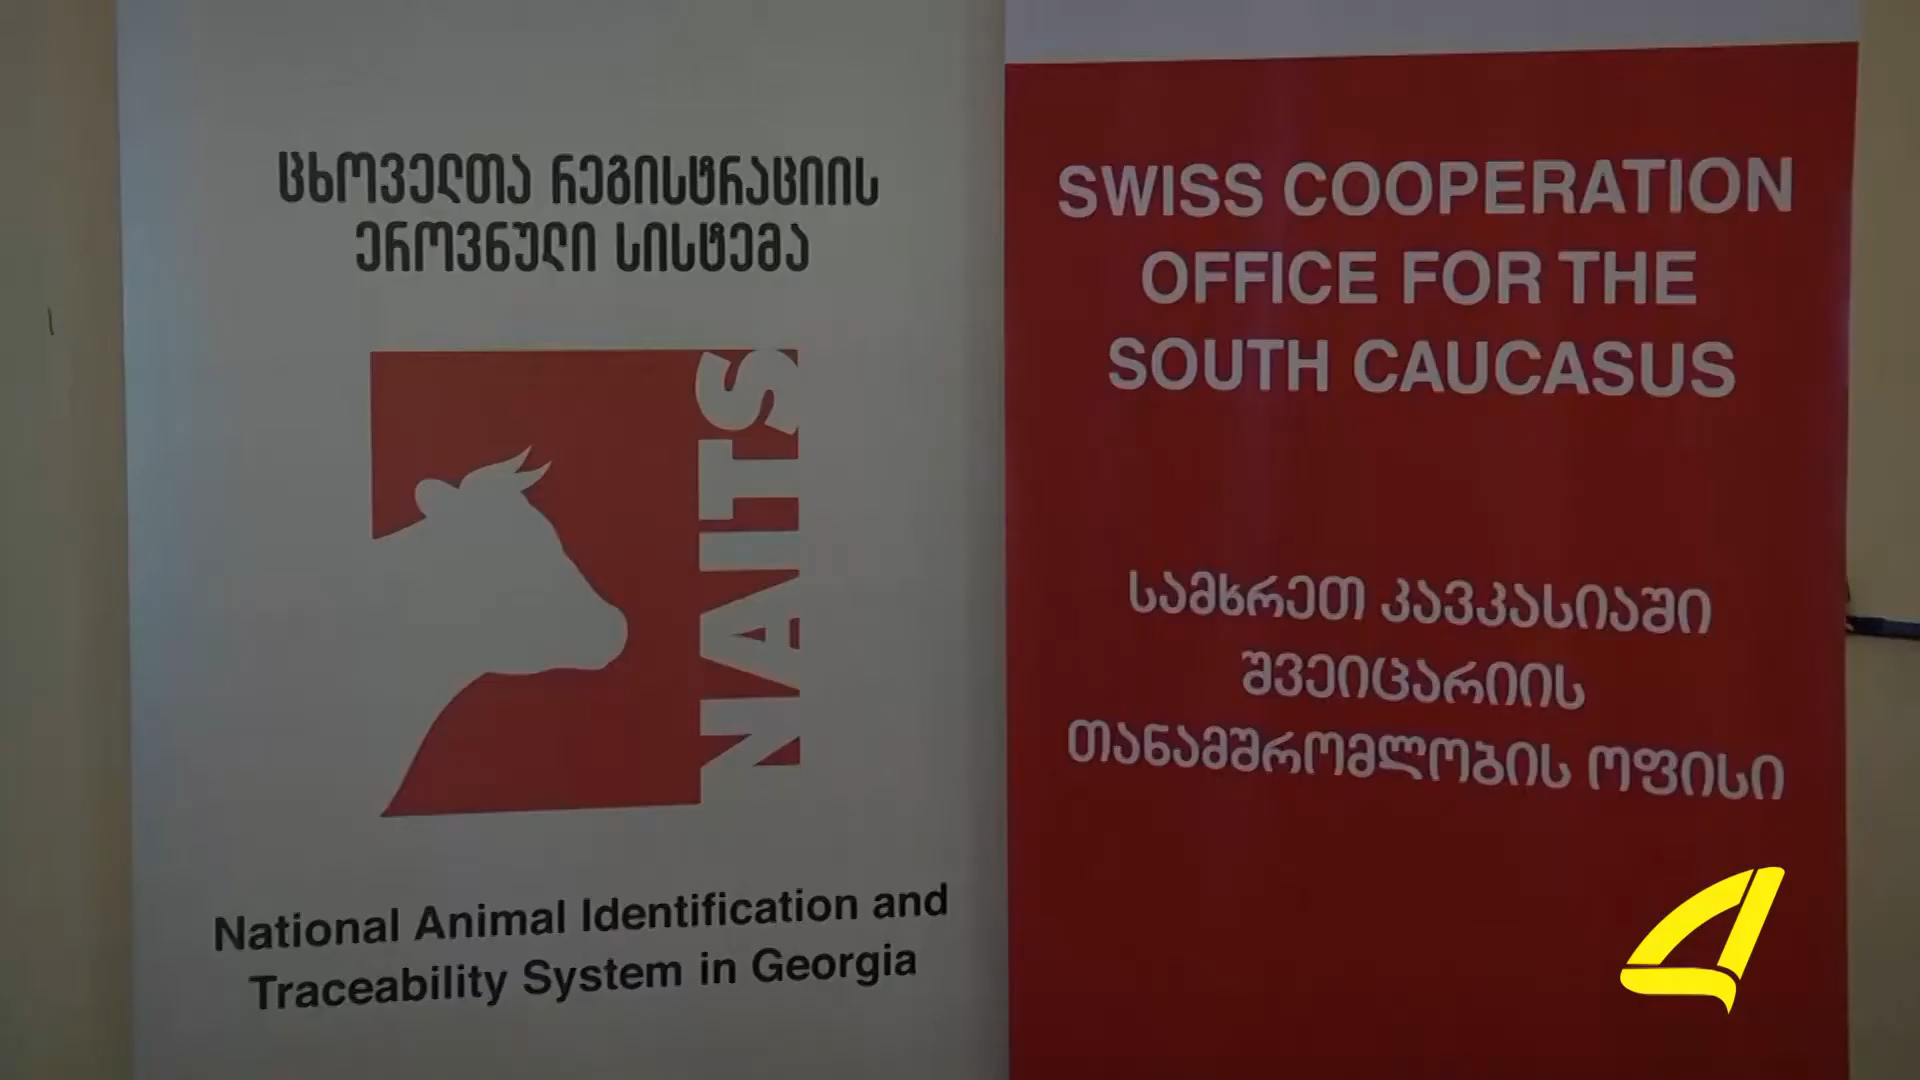 ცხოველთა რეგისტრაციის
ეროვნული სისტემა
NAITS
National Animal Identification and
Traceability System in Georgia
SWISS COOPERATION
OFFICE FOR THE
SOUTH CAUCASUS
სამხრეთ კავკასიაში
შვეიცარიის
თანამშრომლობის ოფისი